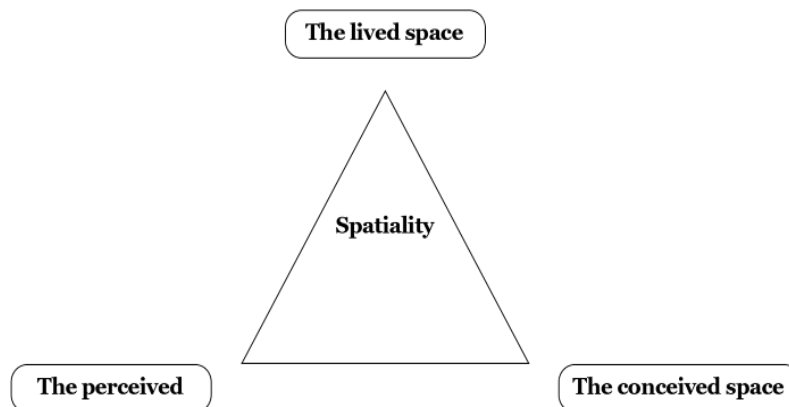 The lived space
Spatiality
The perceived
The conceived space